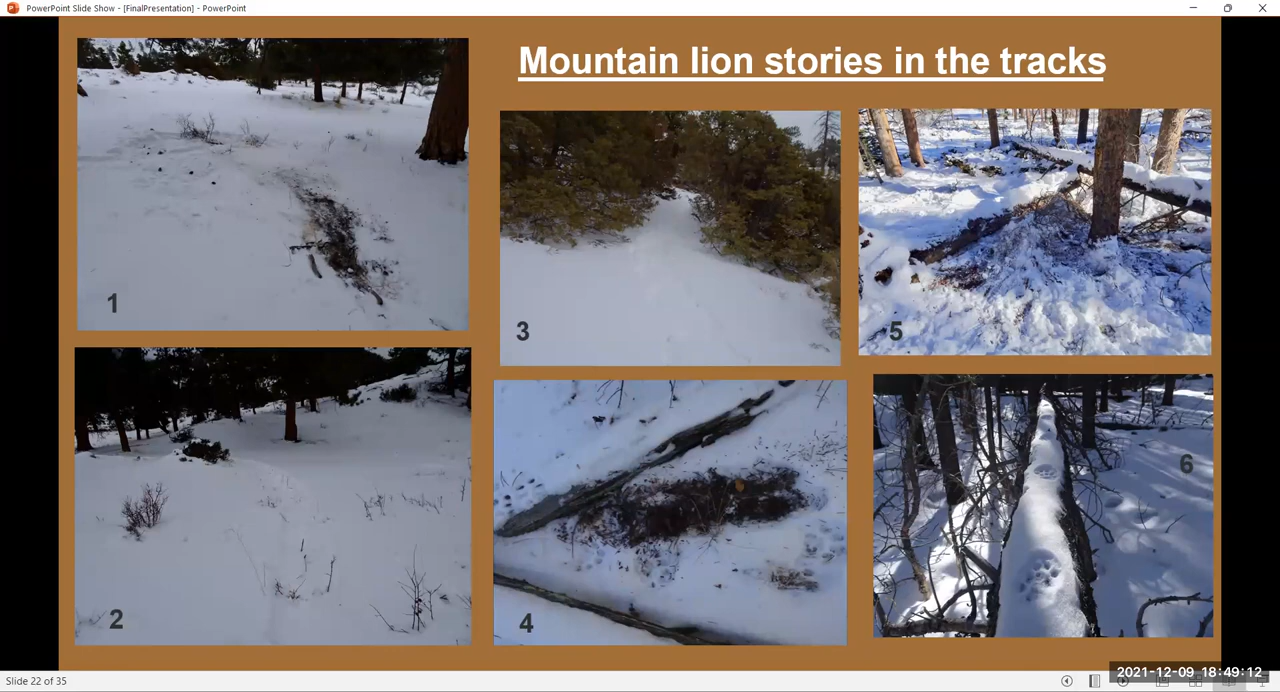 PowerPoint Slide Show - [FinalPresentation] - PowerPoint
Mountain lion stories in the tracks
1
3
5
2
4
6
Slide 22 of 35
2021-12-09 18:49:12